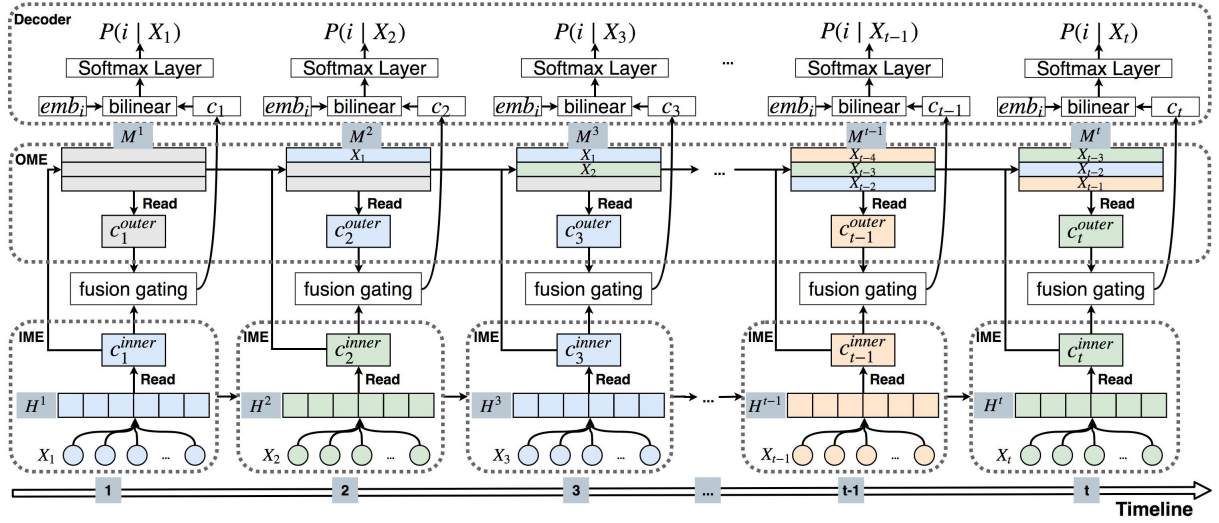 Decoder
P(i | X₁) P(i | X₂) P(i | X₃) P(i | Xₜ₋₁) P(i | Xₜ)
Softmax Layer Softmax Layer Softmax Layer ... Softmax Layer Softmax Layer
embᵢ bilinear c₁ embᵢ bilinear c₂ embᵢ bilinear c₃ embᵢ bilinear cₜ₋₁ embᵢ bilinear cₜ
M¹ M² M³ Mᵗ⁻¹ Mᵗ
OME
X₁ X₁ Xₜ₋₄ Xₜ₋₃
X₂ ... Xₜ₋₃ Xₜ₋₂
Xₜ₋₂ Xₜ₋₁
Read Read Read Read Read
c₁ᵒᵘᵗᵉʳ c₂ᵒᵘᵗᵉʳ c₃ᵒᵘᵗᵉʳ cₜ₋₁ᵒᵘᵗᵉʳ cₜᵒᵘᵗᵉʳ
fusion gating fusion gating fusion gating fusion gating fusion gating
IME IME IME IME IME
c₁ⁱⁿⁿᵉʳ c₂ⁱⁿⁿᵉʳ c₃ⁱⁿⁿᵉʳ cₜ₋₁ⁱⁿⁿᵉʳ cₜⁱⁿⁿᵉʳ
Read Read Read Read Read
H¹ H² H³ ... Hᵗ⁻¹ Hᵗ
X₁ ... X₂ ... X₃ ... Xₜ₋₁ ... Xₜ ...
1 2 3 ... t-1 t
Timeline